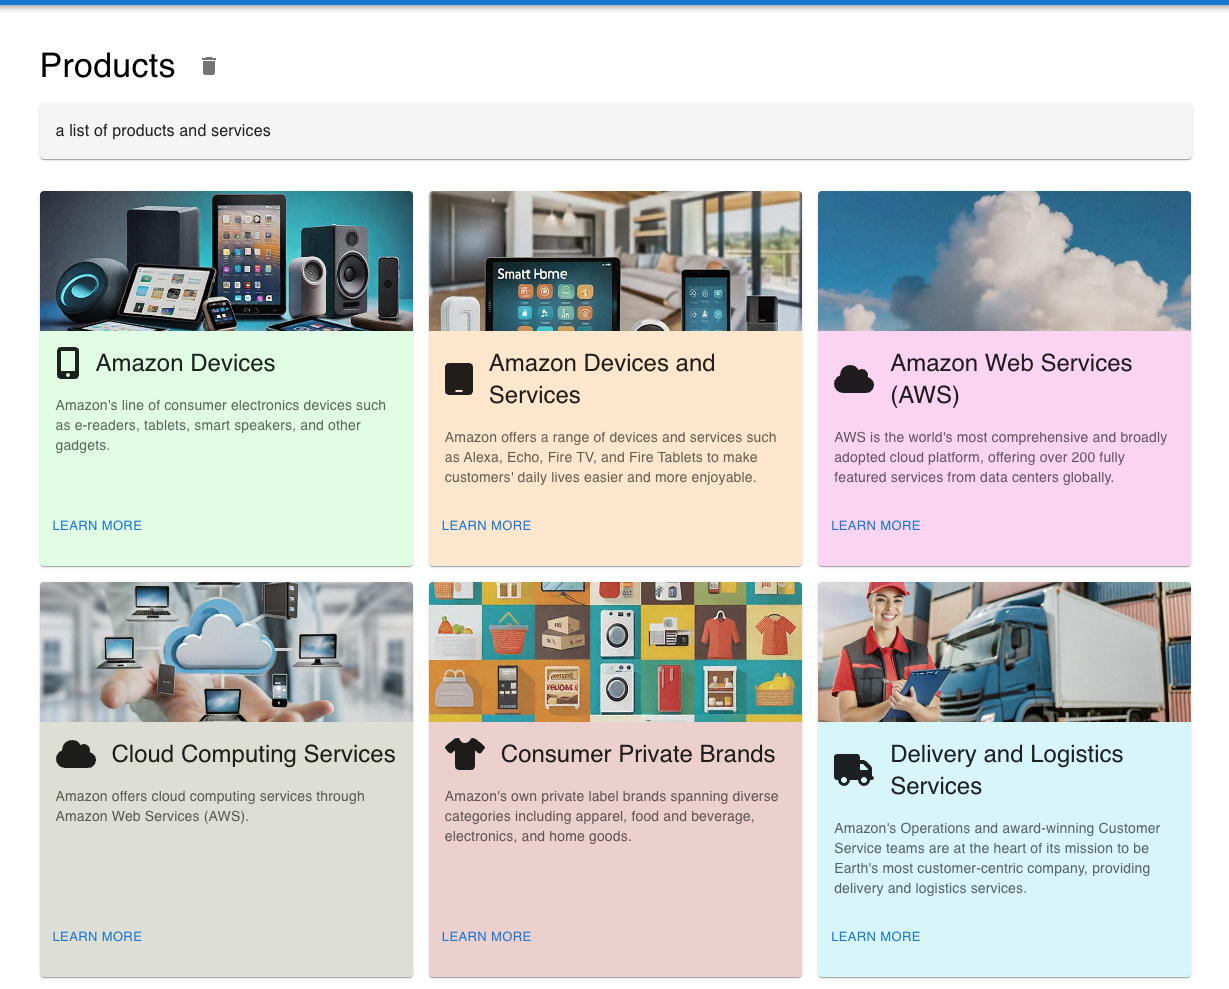 Products
a list of products and services
Smart Home
Amazon Devices
Amazon's line of consumer electronics devices such
as e-readers, tablets, smart speakers, and other
gadgets.
LEARN MORE
Amazon Devices and
Services
Amazon offers a range of devices and services such
as Alexa, Echo, Fire TV, and Fire Tablets to make
customers' daily lives easier and more enjoyable.
LEARN MORE
Amazon Web Services
(AWS)
AWS is the world's most comprehensive and broadly
adopted cloud platform, offering over 200 fully
featured services from data centers globally.
LEARN MORE
Cloud Computing Services
Amazon offers cloud computing services through
Amazon Web Services (AWS).
LEARN MORE
Consumer Private Brands
Amazon's own private label brands spanning diverse
categories including apparel, food and beverage,
electronics, and home goods.
LEARN MORE
Delivery and Logistics
Services
Amazon's Operations and award-winning Customer
Service teams are at the heart of its mission to be
Earth's most customer-centric company, providing
delivery and logistics services.
LEARN MORE